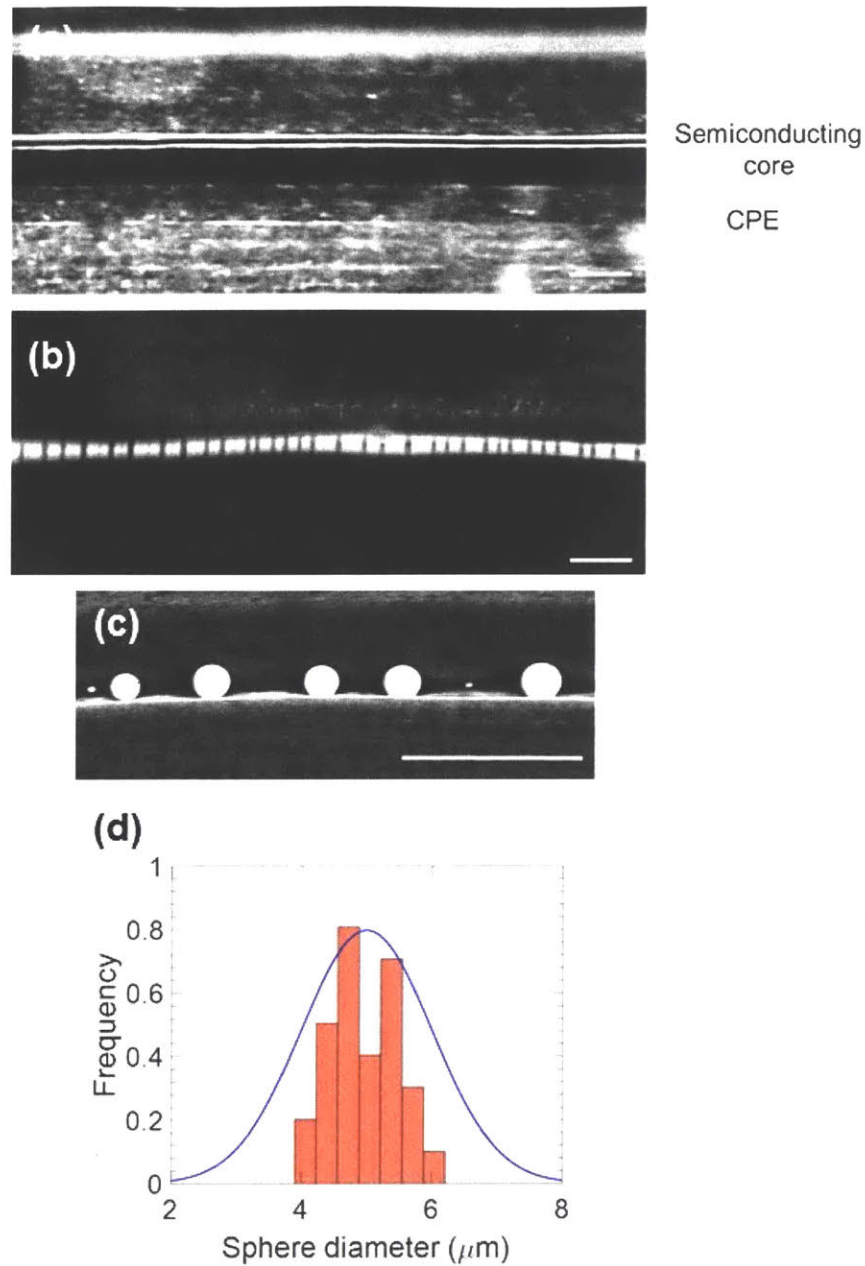 (a)
Semiconducting
core
CPE
(b)
(c)
(d)
1
0.8
0.6
0.4
0.2
0
Frequency
2 4 6 8
Sphere diameter (μm)